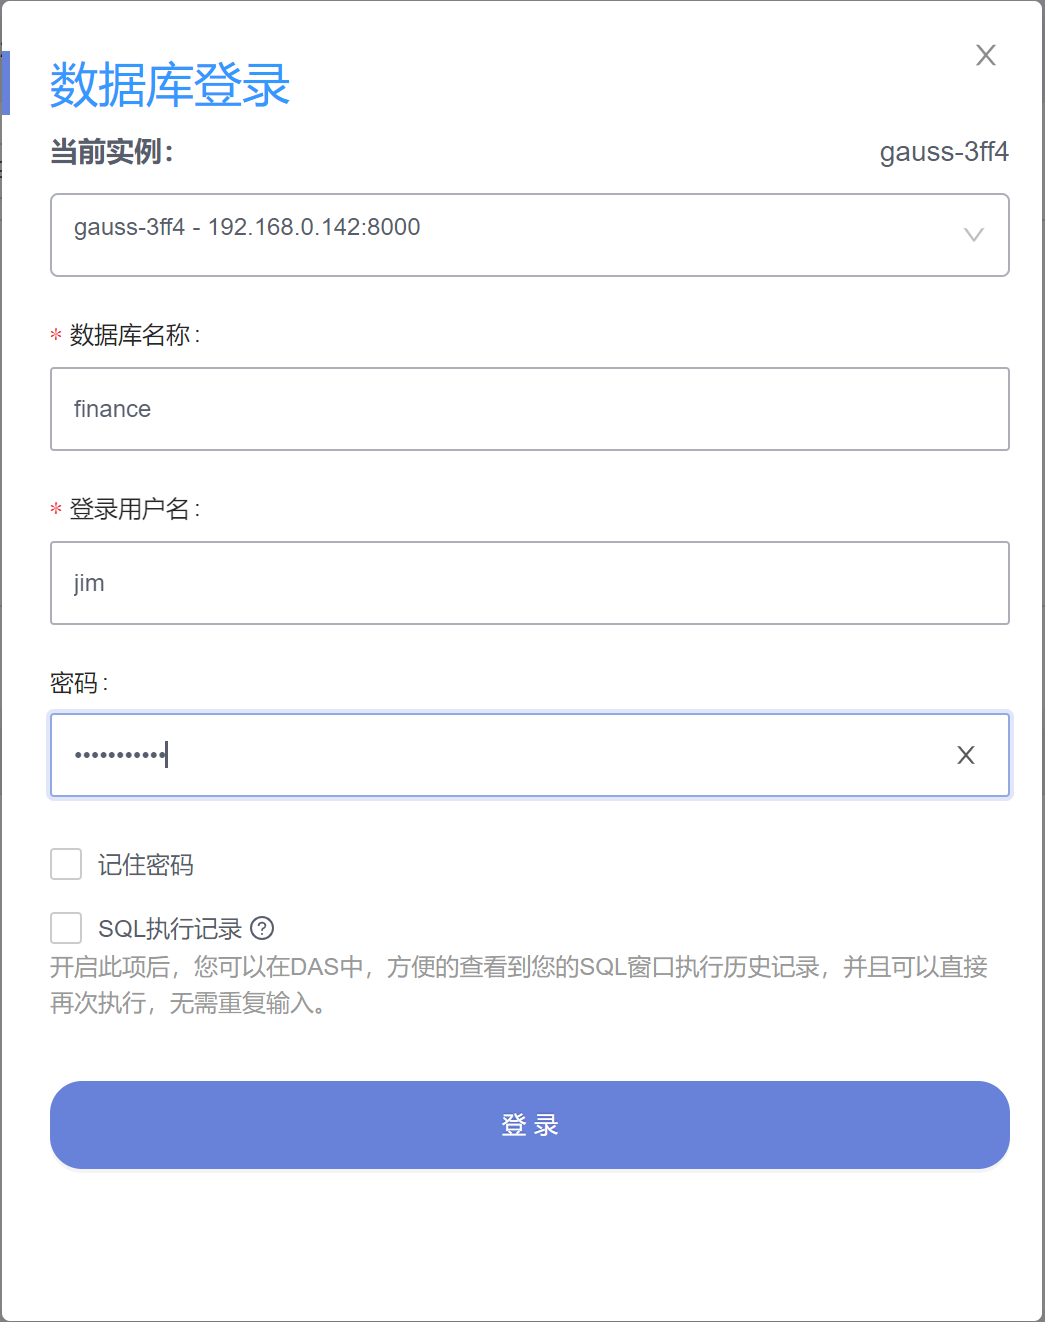 数据库登录
当前实例：
gauss-3ff4
gauss-3ff4 - 192.168.0.142:8000
* 数据库名称 :
finance
* 登录用户名 :
jim
密码 :
•••••••••••
记住密码
SQL执行记录
开启此项后，您可以在DAS中，方便的查看到您的SQL窗口执行历史记录，并且可以直接
再次执行，无需重复输入。
登 录